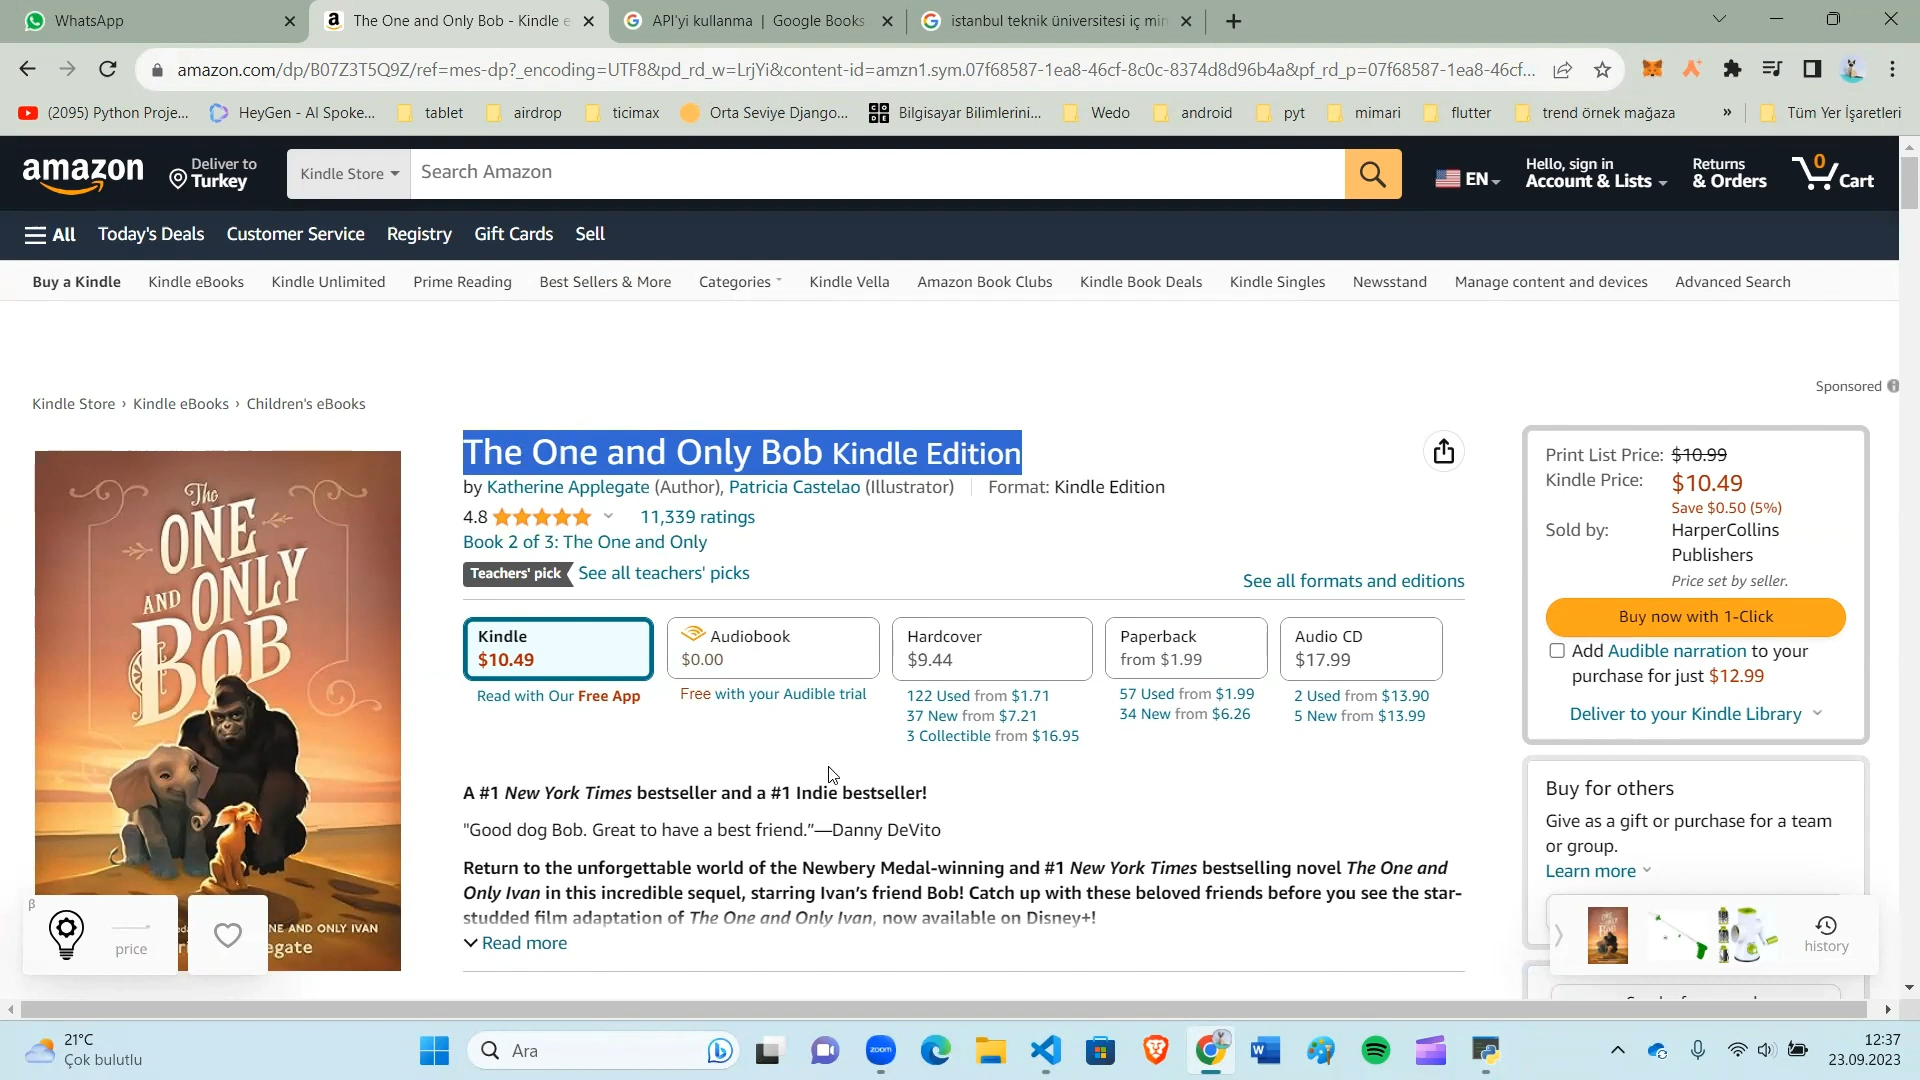 WhatsApp
The One and Only Bob - Kindle e
API'yi kullanma | Google Books
istanbul teknik üniversitesi iç mim
amazon.com/dp/B07Z3T5Q9Z/ref=mes-dp?_encoding=UTF8&pd_rd_w=LrjYi&content-id=amzn1.sym.07f68587-1ea8-46cf-8c0c-8374d8d96b4a&pf_rd_p=07f68587-1ea8-46cf...
(2095) Python Proje...
HeyGen - AI Spoke...
tablet
airdrop
ticimax
Orta Seviye Django...
CO
DE
Bilgisayar Bilimlerini...
Wedo
android
pyt
mimari
flutter
trend örnek mağaza
»
Tüm Yer İşaretleri
amazon
Deliver to
Turkey
Kindle Store
Search Amazon
EN
Hello, sign in
Account & Lists
Returns
& Orders
0
Cart
All
Today's Deals
Customer Service
Registry
Gift Cards
Sell
Buy a Kindle
Kindle eBooks
Kindle Unlimited
Prime Reading
Best Sellers & More
Categories
Kindle Vella
Amazon Book Clubs
Kindle Book Deals
Kindle Singles
Newsstand
Manage content and devices
Advanced Search
Sponsored
Kindle Store › Kindle eBooks › Children's eBooks
The
ONE
AND ONLY
BOB
NE AND ONLY IVAN
egate
β
price
The One and Only Bob Kindle Edition
by Katherine Applegate (Author), Patricia Castelao (Illustrator) | Format: Kindle Edition
4.8
11,339 ratings
Book 2 of 3: The One and Only
Teachers' pick
See all teachers' picks
See all formats and editions
Kindle
$10.49
Read with Our Free App
Audiobook
$0.00
Free with your Audible trial
Hardcover
$9.44
122 Used from $1.71
37 New from $7.21
3 Collectible from $16.95
Paperback
from $1.99
57 Used from $1.99
34 New from $6.26
Audio CD
$17.99
2 Used from $13.90
5 New from $13.99
A #1 New York Times bestseller and a #1 Indie bestseller!
"Good dog Bob. Great to have a best friend."—Danny DeVito
Return to the unforgettable world of the Newbery Medal-winning and #1 New York Times bestselling novel The One and
Only Ivan in this incredible sequel, starring Ivan's friend Bob! Catch up with these beloved friends before you see the star-
studded film adaptation of The One and Only Ivan, now available on Disney+!
Read more
Print List Price: $10.99
Kindle Price: $10.49
Save $0.50 (5%)
Sold by: HarperCollins
Publishers
Price set by seller.
Buy now with 1-Click
Add Audible narration to your
purchase for just $12.99
Deliver to your Kindle Library
Buy for others
Give as a gift or purchase for a team
or group.
Learn more
history
21°C
Çok bulutlu
Ara
zoom
W
12:37
23.09.2023